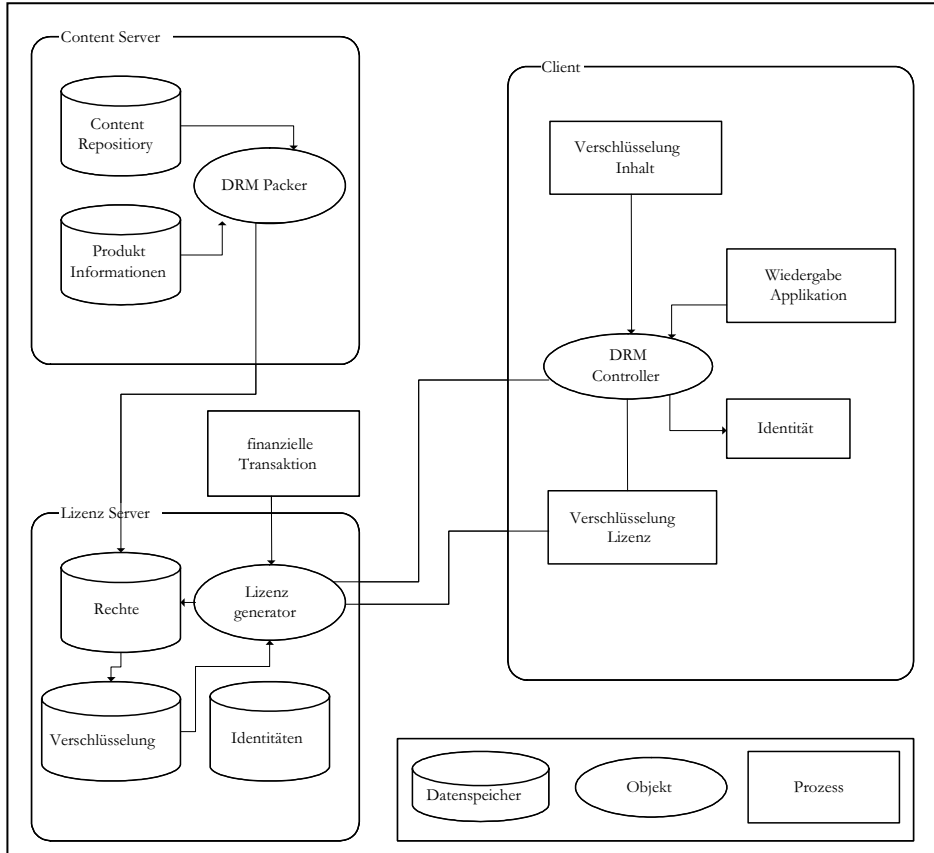 Content Server
Content
Repositiory
DRM Packer
Produkt
Informationen
Client
Verschlüsselung
Inhalt
Wiedergabe
Applikation
DRM
Controller
Identität
Verschlüsselung
Lizenz
finanzielle
Transaktion
Lizenz Server
Rechte
Lizenz
generator
Verschlüsselung
Identitäten
Datenspeicher
Objekt
Prozess